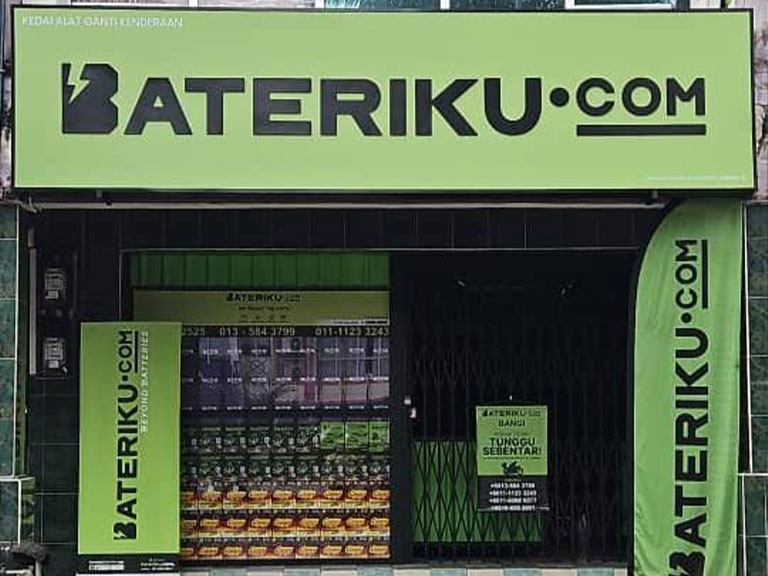 KEDAI ALAT GANTI KENDERAAN
BATERIKU.COM
BATERIKU.COM
2525 013 - 584 3799 011-1123 3243
BATERIKU.COM
BEYOND BATTERIES
BATERIKU.COM
BANGI
TUNGGU
SEBENTAR!
BATERIKU.COM